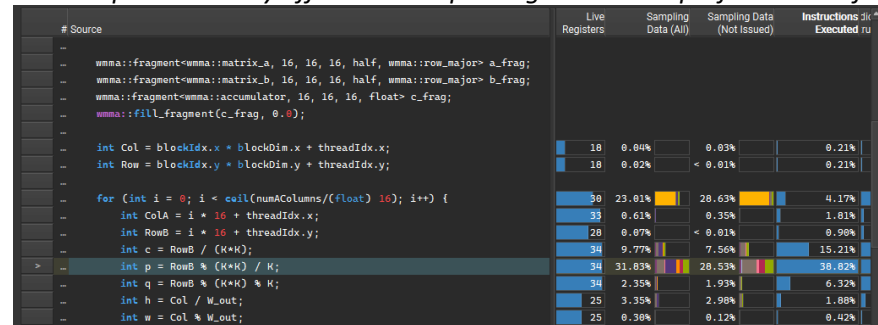 Live Sampling Sampling Data Instructions
# Source Registers Data (All) (Not Issued) Executed
…
… wmma::fragment<wmma::matrix_a, 16, 16, 16, half, wmma::row_major> a_frag;
… wmma::fragment<wmma::matrix_b, 16, 16, 16, half, wmma::row_major> b_frag;
… wmma::fragment<wmma::accumulator, 16, 16, 16, float> c_frag;
… wmma::fill_fragment(c_frag, 0.0);
…
… int Col = blockIdx.x * blockDim.x + threadIdx.x; 18 0.04% 0.03% 0.21%
… int Row = blockIdx.y * blockDim.y + threadIdx.y; 18 0.02% < 0.01% 0.21%
…
… for (int i = 0; i < ceil(numAColumns/(float) 16); i++) { 30 23.01% 28.63% 4.17%
… int ColA = i * 16 + threadIdx.x; 33 0.61% 0.35% 1.81%
… int RowB = i * 16 + threadIdx.y; 28 0.07% < 0.01% 0.90%
… int c = RowB / (K*K); 34 9.77% 7.56% 15.21%
> … int p = RowB % (K*K) / K; 34 31.83% 28.53% 38.82%
… int q = RowB % (K*K) % K; 34 2.35% 1.93% 6.32%
… int h = Col / W_out; 25 3.35% 2.90% 1.88%
… int w = Col % W_out; 25 0.30% 0.12% 0.42%